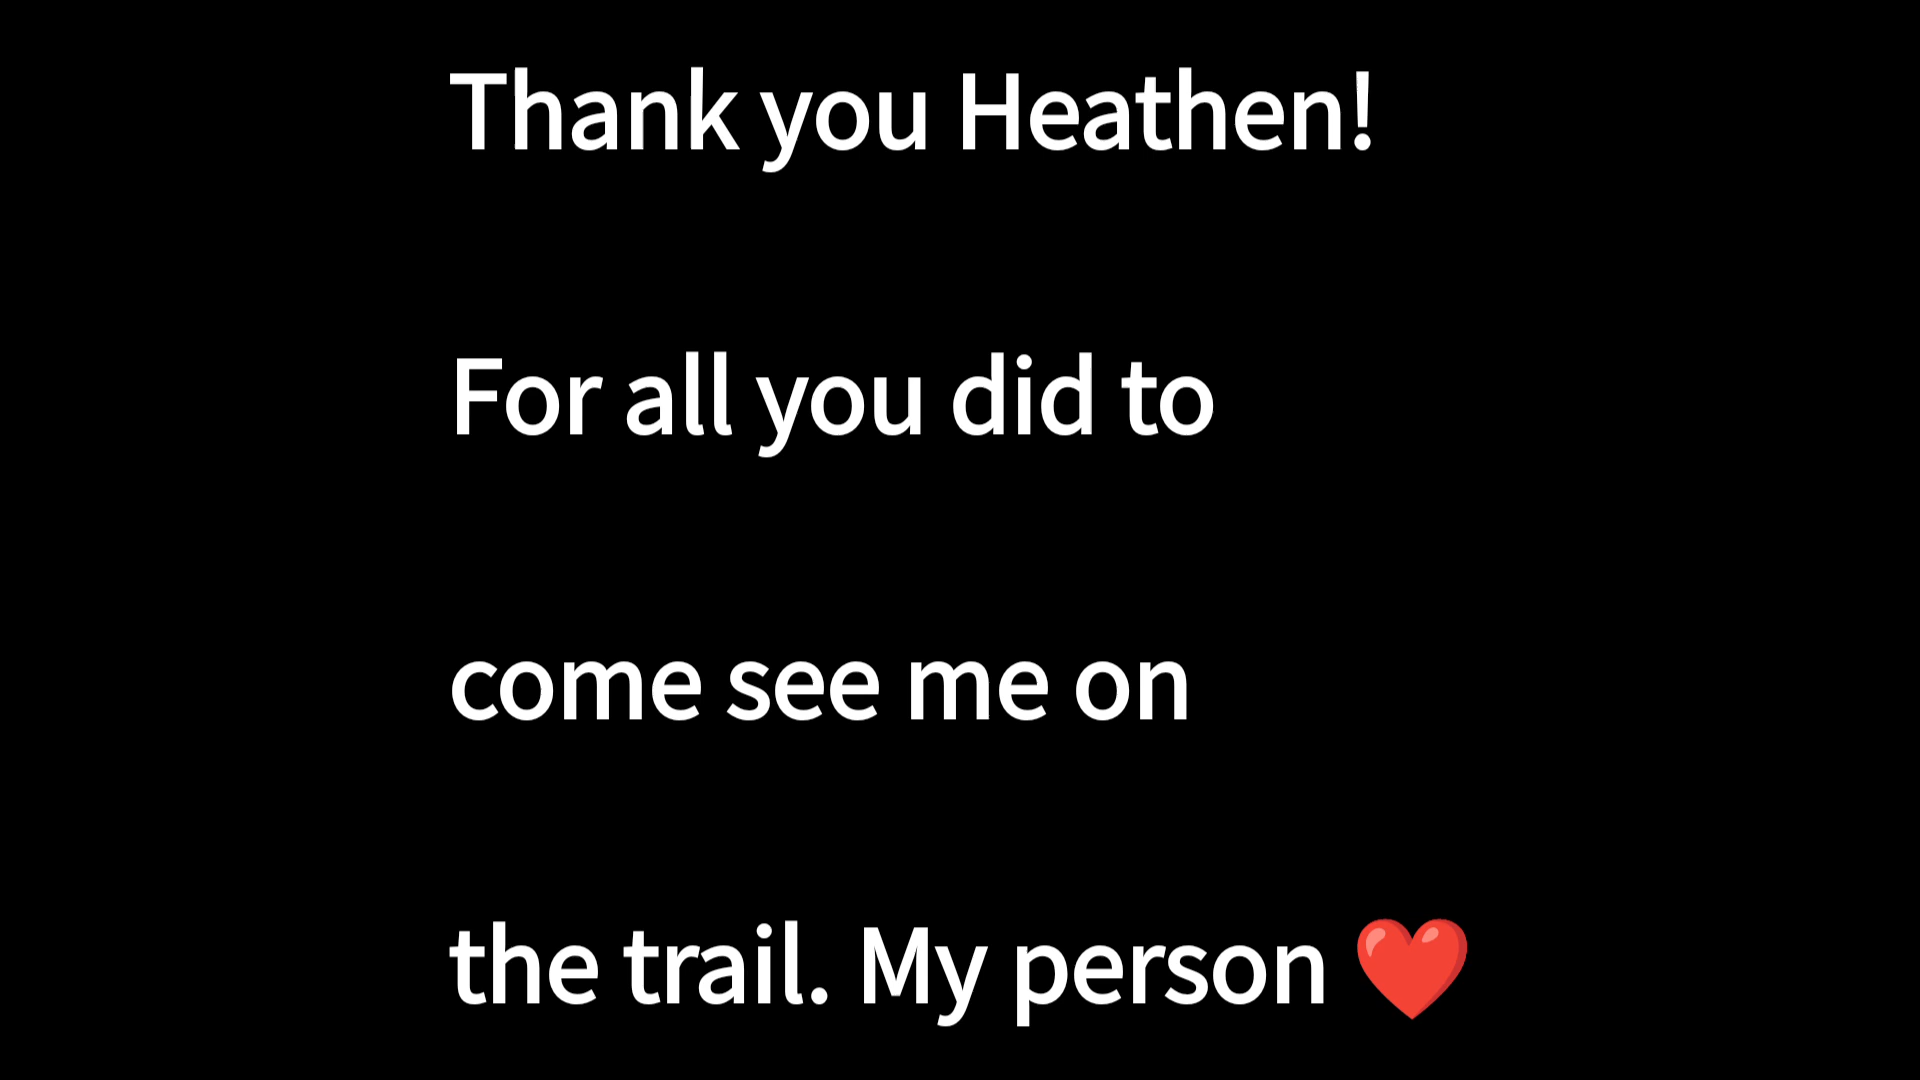 Thank you Heathen!
For all you did to
come see me on
the trail. My person ❤️